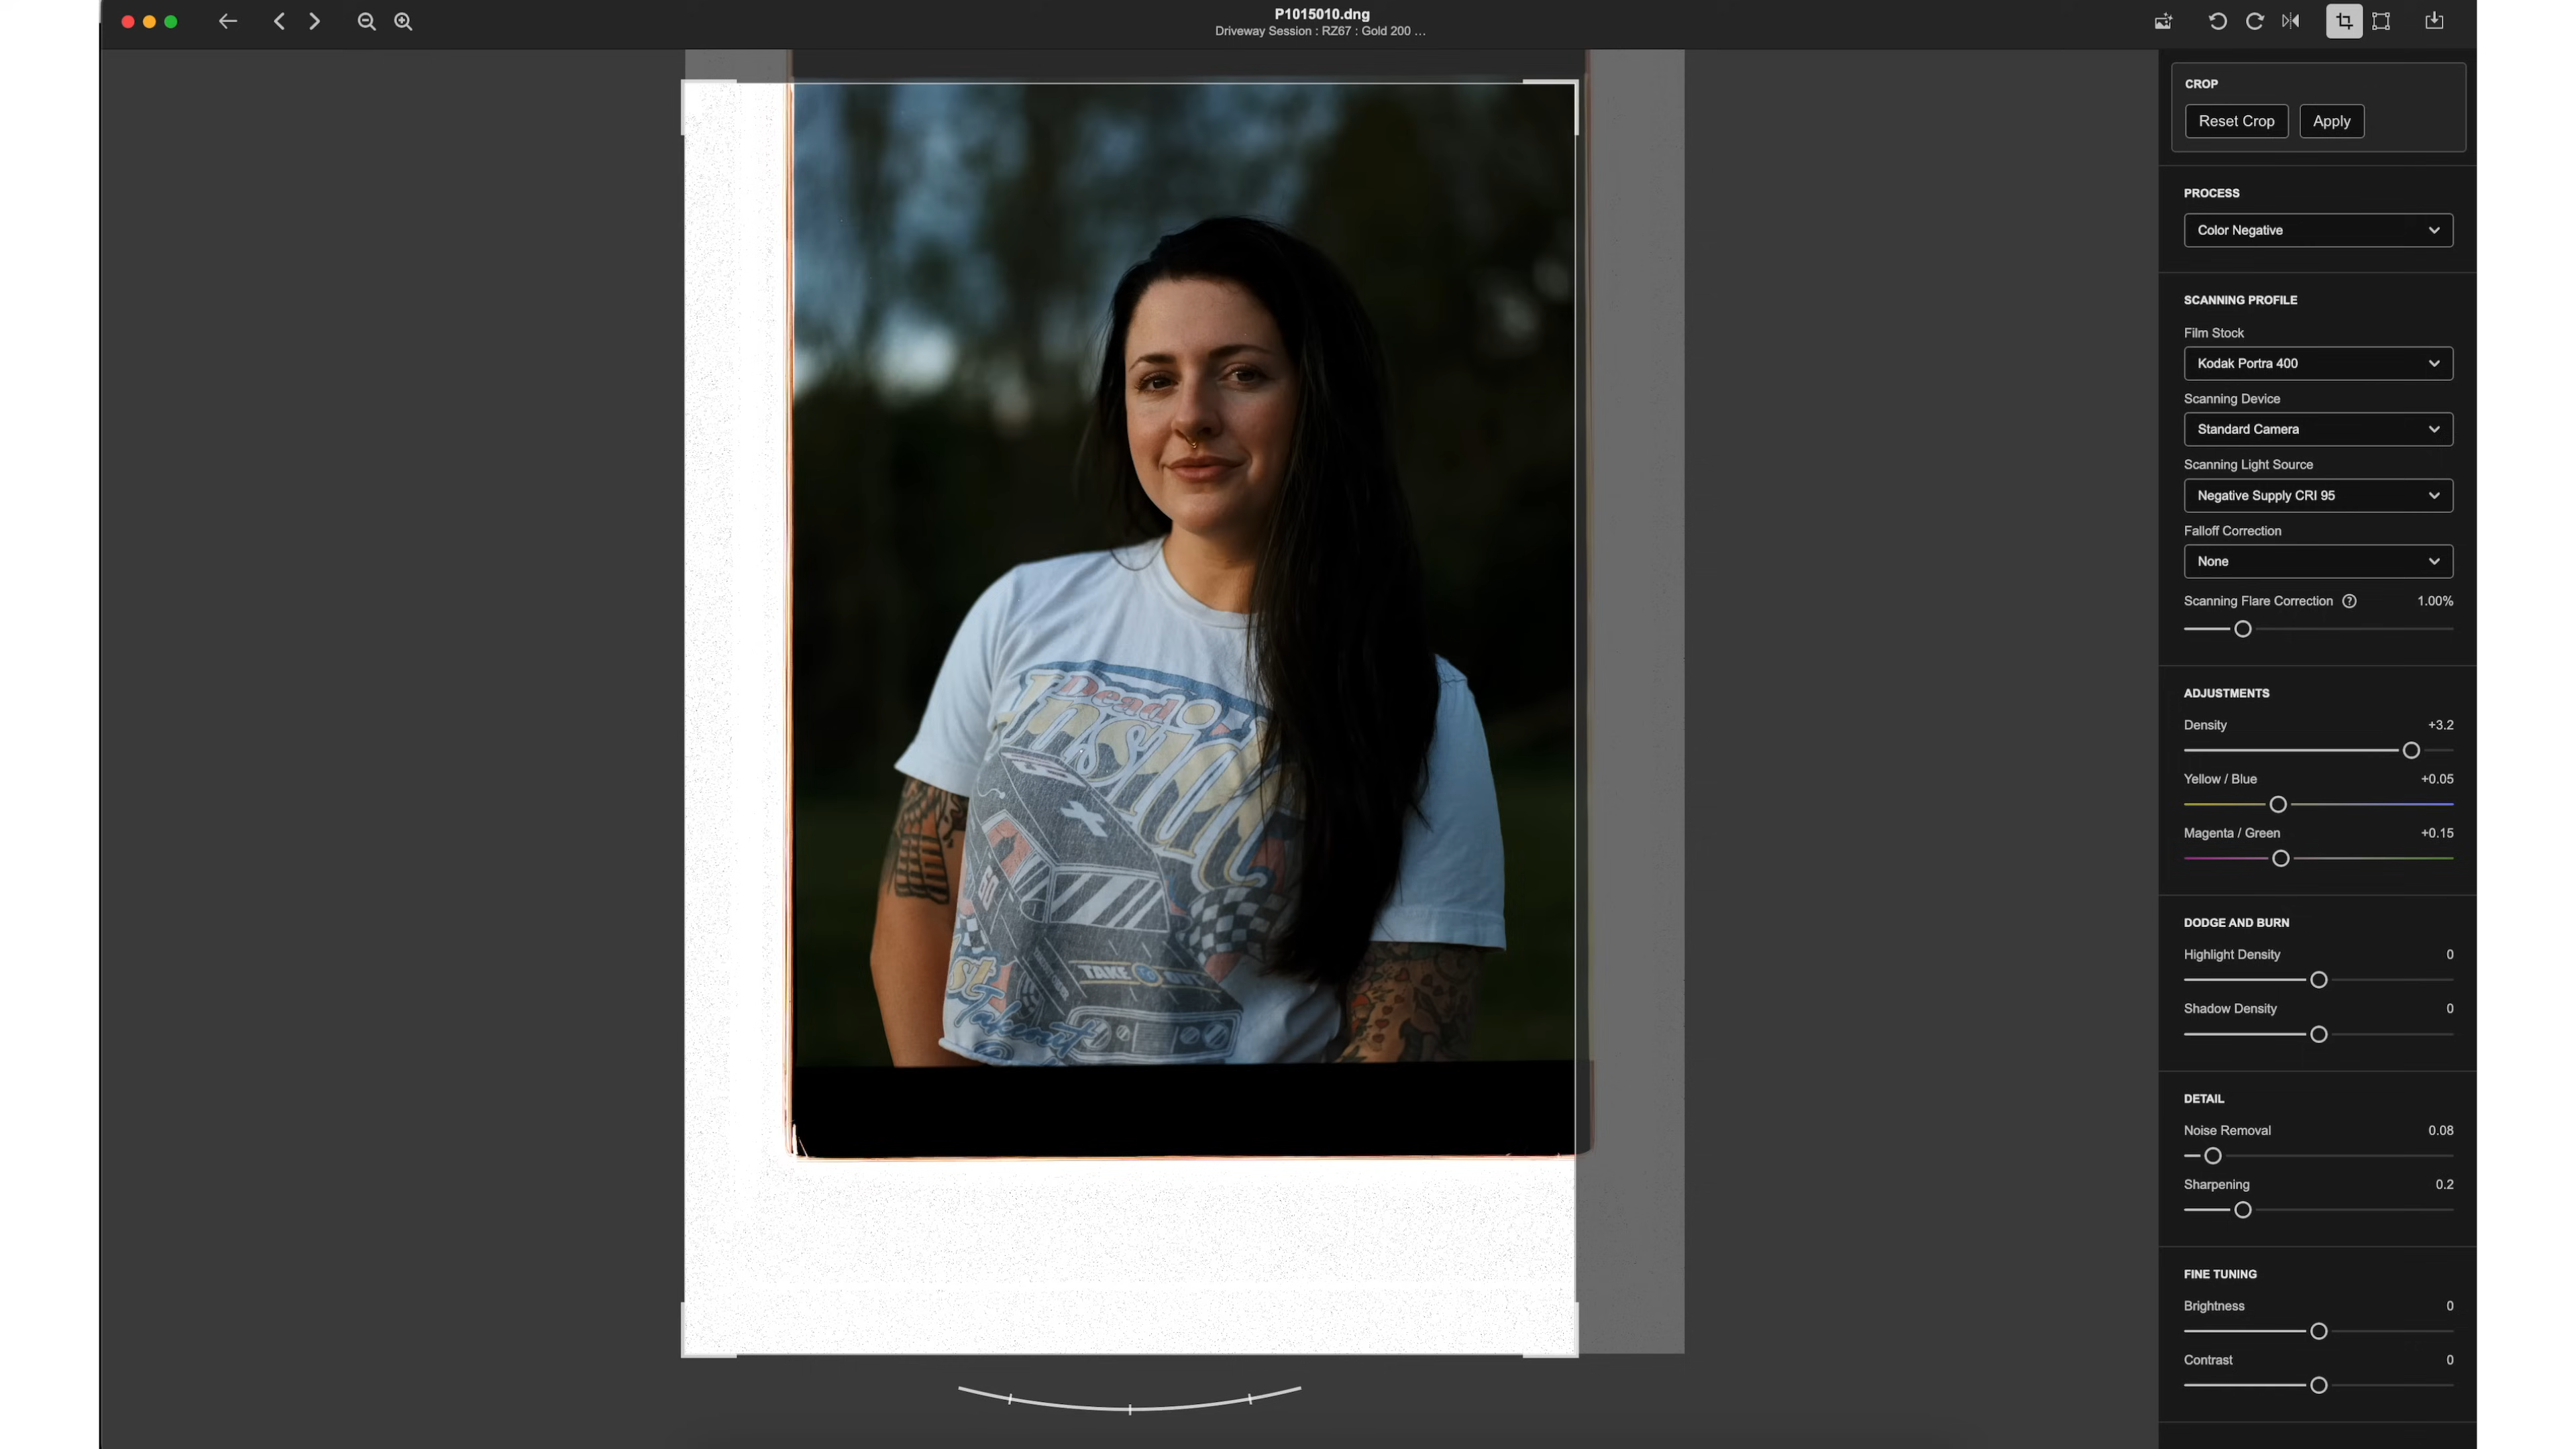 P1015010.dng
Driveway Session : RZ67 : Gold 200 ...
CROP
Reset Crop
Apply
PROCESS
Color Negative
SCANNING PROFILE
Film Stock
Kodak Portra 400
Scanning Device
Standard Camera
Scanning Light Source
Negative Supply CRI 95
Falloff Correction
None
Scanning Flare Correction ? 1.00%
ADJUSTMENTS
Density +3.2
Yellow / Blue +0.05
Magenta / Green +0.15
DODGE AND BURN
Highlight Density 0
Shadow Density 0
DETAIL
Noise Removal 0.08
Sharpening 0.2
FINE TUNING
Brightness 0
Contrast 0
Dead
TAKE